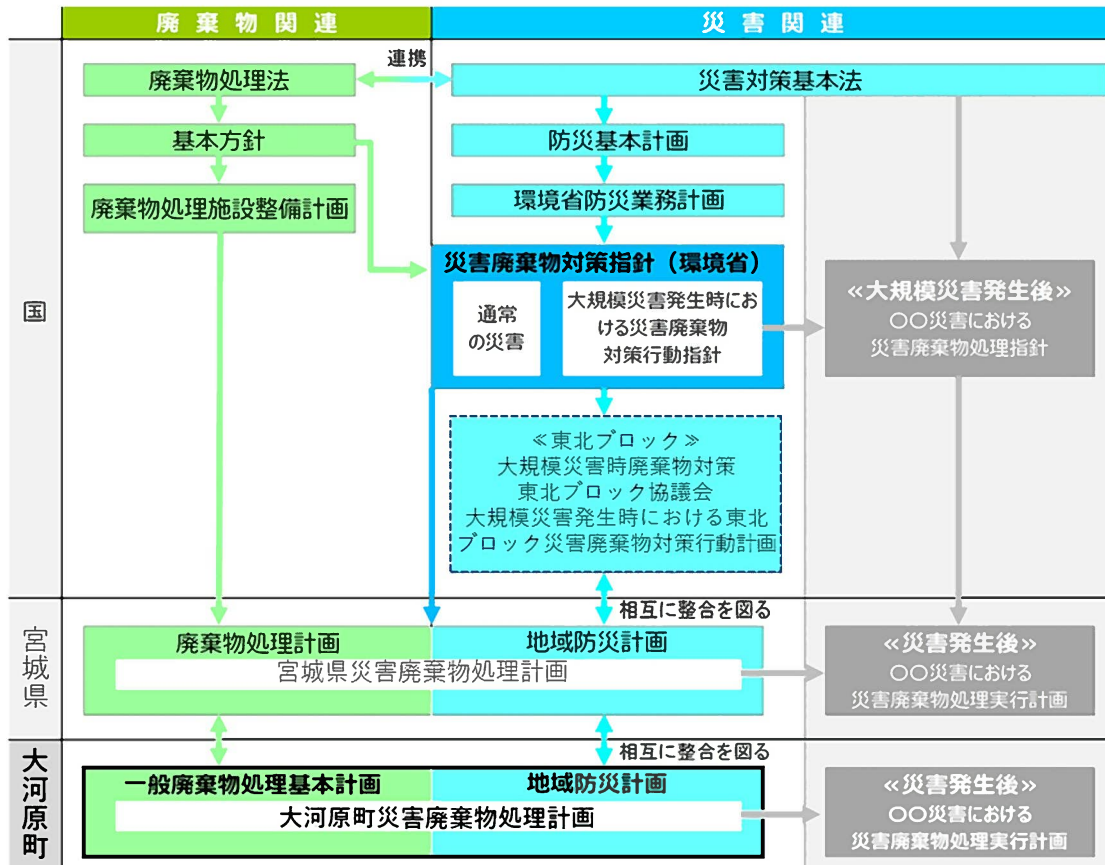 廃棄物関連
災害関連
連携
廃棄物処理法
災害対策基本法
基本方針
防災基本計画
廃棄物処理施設整備計画
環境省防災業務計画
国
災害廃棄物対策指針（環境省）
通常
の災害
大規模災害発生時にお
ける災害廃棄物
対策行動指針
≪大規模災害発生後≫
〇〇災害における
災害廃棄物処理指針
≪東北ブロック≫
大規模災害時廃棄物対策
東北ブロック協議会
大規模災害発生時における東北
ブロック災害廃棄物対策行動計画
相互に整合を図る
宮城県
廃棄物処理計画
地域防災計画
宮城県災害廃棄物処理計画
≪災害発生後≫
〇〇災害における
災害廃棄物処理実行計画
相互に整合を図る
大河原町
一般廃棄物処理基本計画
地域防災計画
大河原町災害廃棄物処理計画
≪災害発生後≫
〇〇災害における
災害廃棄物処理実行計画